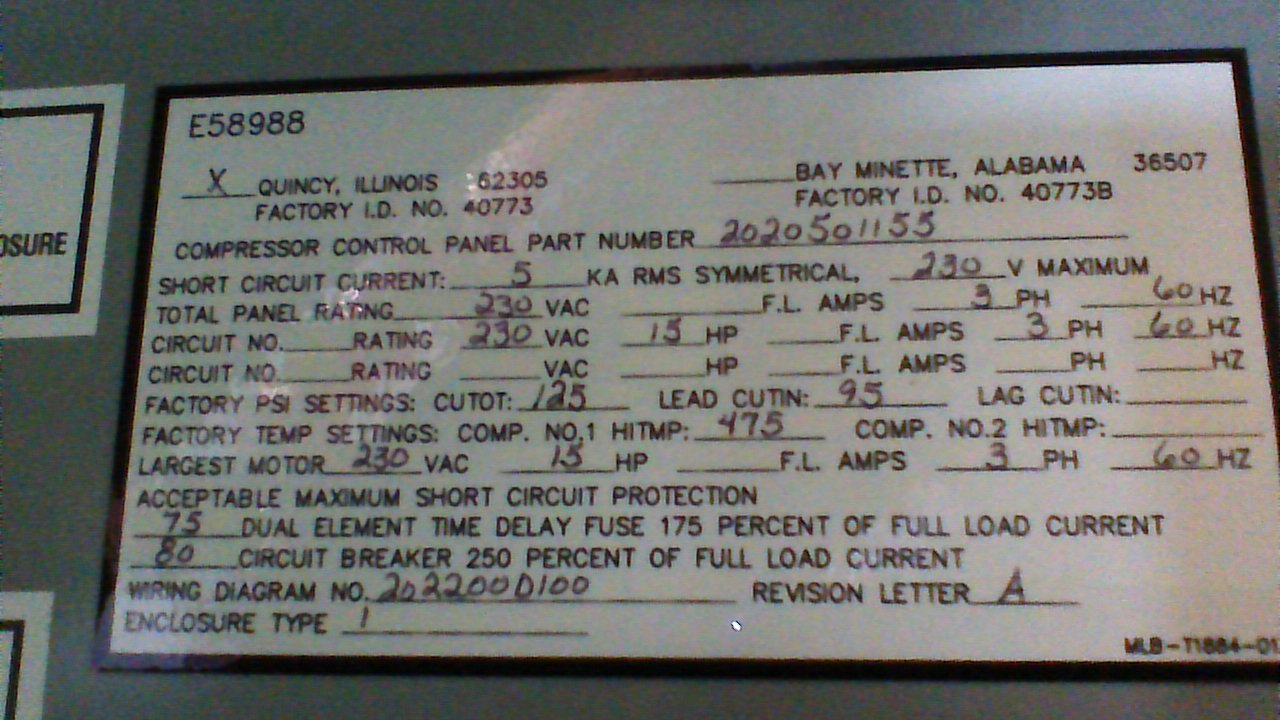 E58988
X QUINCY, ILLINOIS 62305
FACTORY I.D. NO. 40773
BAY MINETTE, ALABAMA 36507
FACTORY I.D. NO. 40773B
COMPRESSOR CONTROL PANEL PART NUMBER 2020501155
SHORT CIRCUIT CURRENT: 5 KA RMS SYMMETRICAL, 230 V MAXIMUM
TOTAL PANEL RATING 230 VAC F.L. AMPS 3 PH 60 HZ
CIRCUIT NO. RATING 230 VAC 15 HP F.L. AMPS 3 PH 60 HZ
CIRCUIT NO. RATING VAC HP F.L. AMPS PH HZ
FACTORY PSI SETTINGS: CUTOT: 125 LEAD CUTIN: 95 LAG CUTIN:
FACTORY TEMP SETTINGS: COMP. NO.1 HITMP: 475 COMP. NO.2 HITMP:
LARGEST MOTOR 230 VAC 15 HP F.L. AMPS 3 PH 60 HZ
ACCEPTABLE MAXIMUM SHORT CIRCUIT PROTECTION
75 DUAL ELEMENT TIME DELAY FUSE 175 PERCENT OF FULL LOAD CURRENT
80 CIRCUIT BREAKER 250 PERCENT OF FULL LOAD CURRENT
WIRING DIAGRAM NO. 202200D100 REVISION LETTER A
ENCLOSURE TYPE 1
OSURE